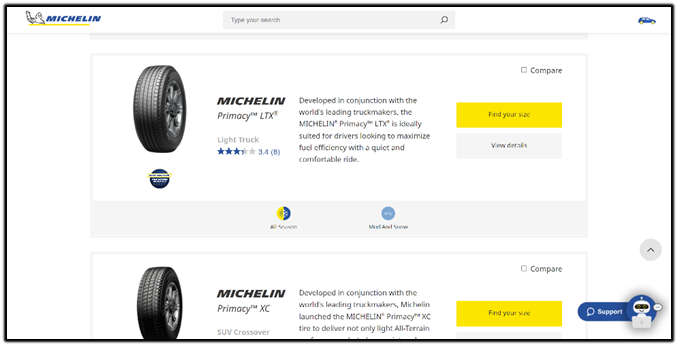 MICHELIN
Type your search
Compare
MICHELIN
Primacy™ LTX®
Light Truck
3.4 (8)
Developed in conjunction with the
world's leading truckmakers, the
MICHELIN® Primacy™ LTX® is ideally
suited for drivers looking to maximize
fuel efficiency with a quiet and
comfortable ride.
Find your size
View details
All Season
Mud And Snow
Compare
MICHELIN
Primacy™ XC
SUV Crossover
Developed in conjunction with the
world's leading truckmakers, Michelin
launched the MICHELIN® Primacy™ XC
tire to deliver not only light All-Terrain
Find your size
Support